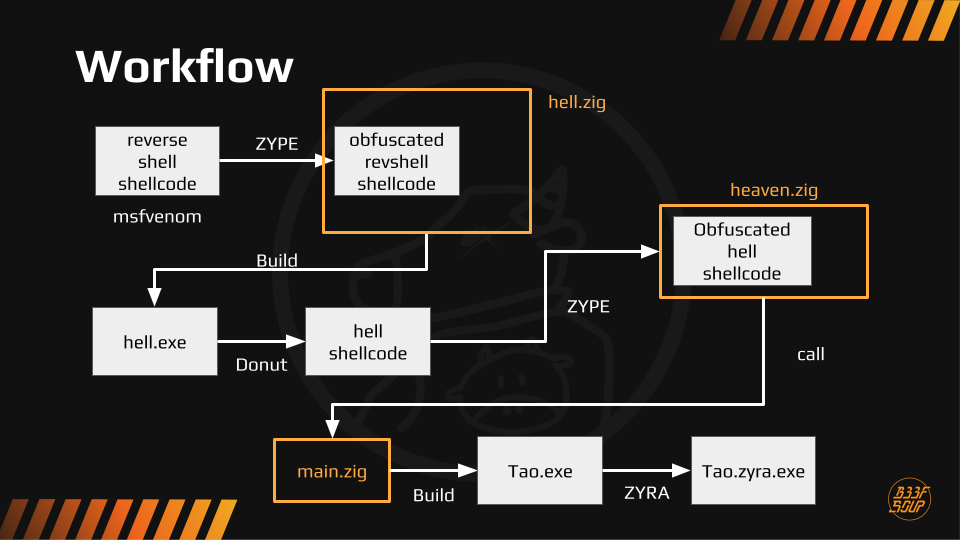 Workflow
hell.zig
reverse
shell
shellcode
ZYPE
obfuscated
revshell
shellcode
msfvenom
heaven.zig
Obfuscated
hell
shellcode
Build
ZYPE
hell.exe
Donut
hell
shellcode
call
main.zig
Build
Tao.exe
ZYRA
Tao.zyra.exe
B33F
SOUP